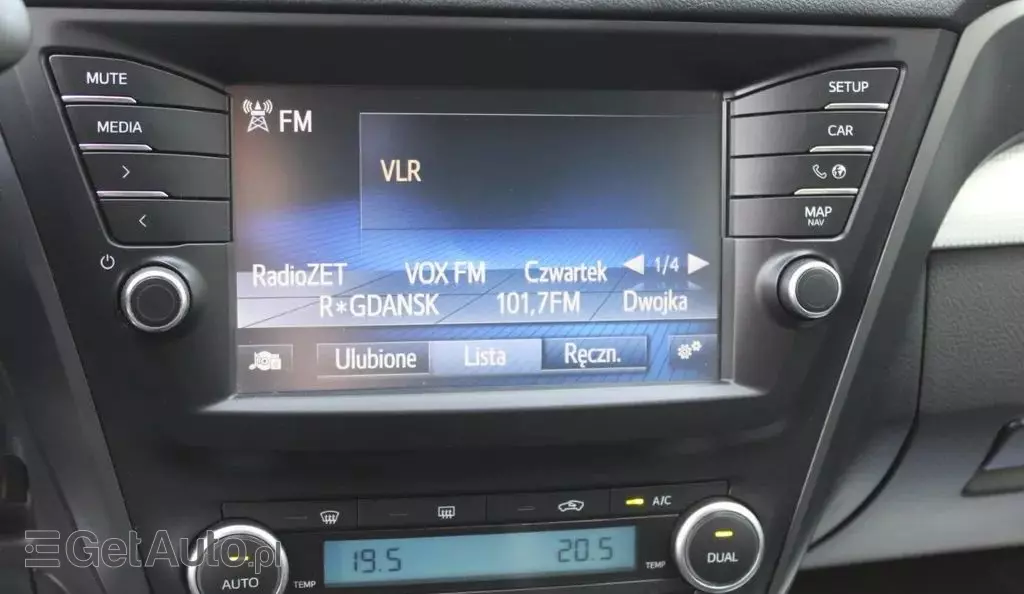 MUTE
MEDIA
>
<
FM
VLR
RadioZET VOX FM Czwartek 1/4
R*GDANSK 101,7FM Dwojka
Ulubione Lista Ręczn.
SETUP
CAR
MAP
NAV
A/C
AUTO
TEMP
19.5
20.5
TEMP
DUAL
GetAuto.pl